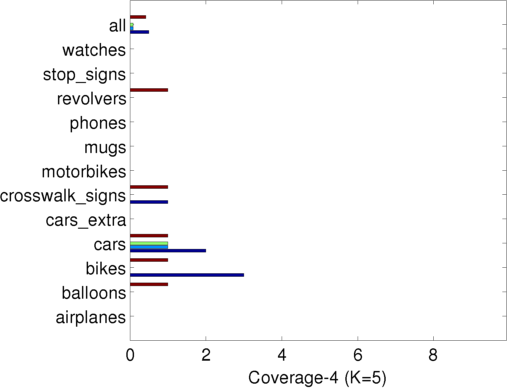 all
watches
stop_signs
revolvers
phones
mugs
motorbikes
crosswalk_signs
cars_extra
cars
bikes
balloons
airplanes
0 2 4 6 8
Coverage-4 (K=5)